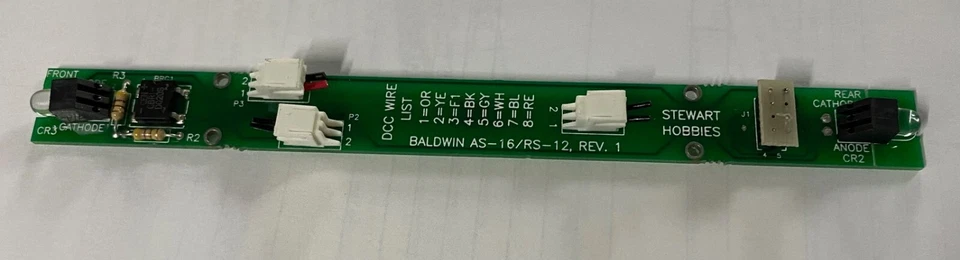 FRONT
R3
BRG1
2
1
P3
CR3
CATHODE
R2
P2
1
2
DCC WIRE
LIST
1=OR
2=YE
3=F1
4=BK
5=GY
6=WH
7=BL
8=RE
BALDWIN AS-16/RS-12, REV. 1
2
1
STEWART
HOBBIES
J1
4 5
REAR
ANODE
CR2